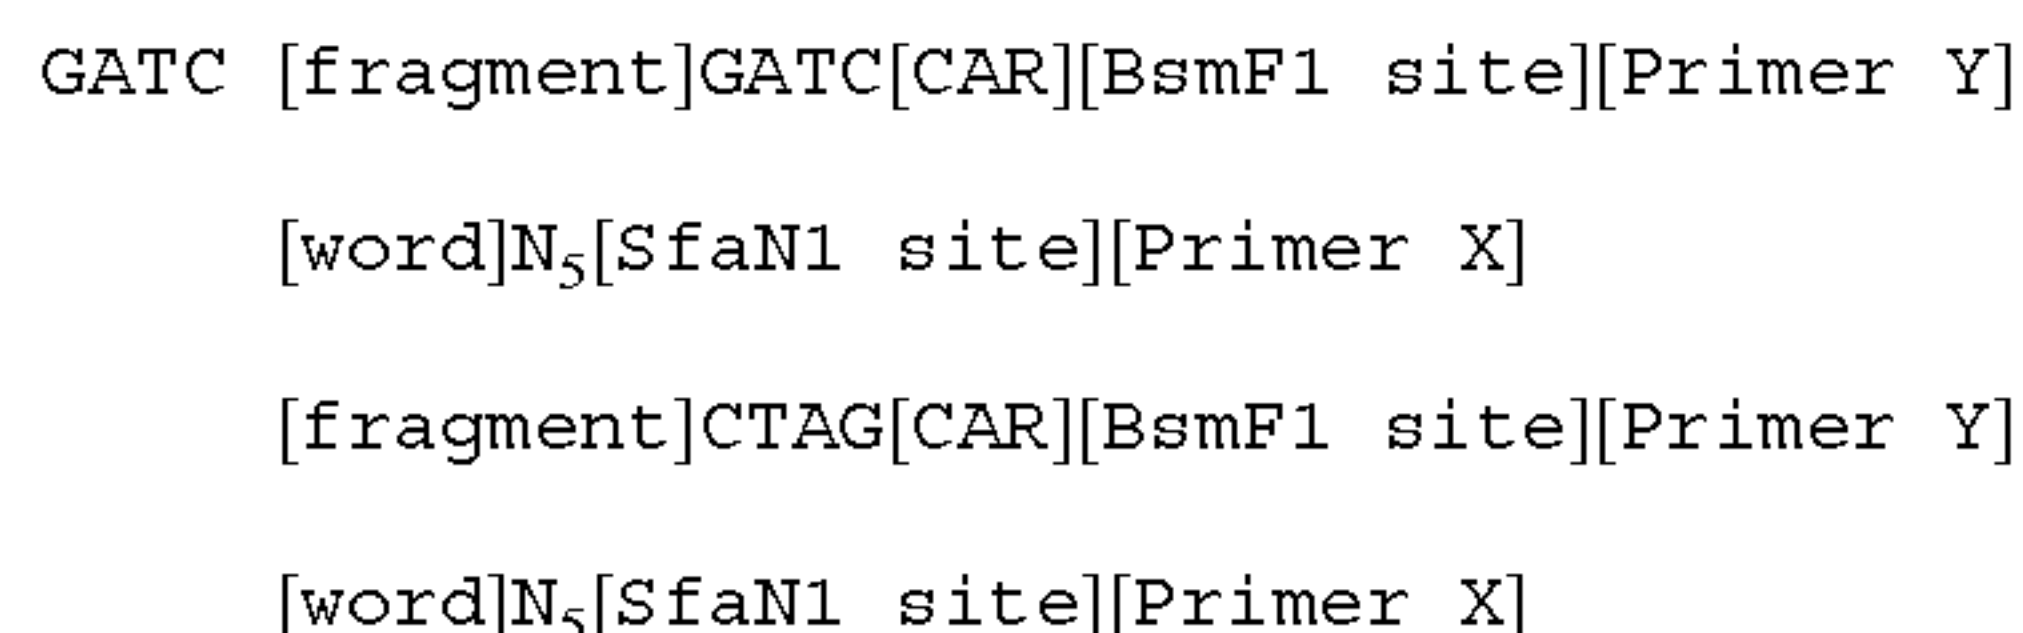 GATC [fragment]GATC[CAR][BsmF1 site][Primer Y]
[word]N₅[SfaN1 site][Primer X]
[fragment]CTAG[CAR][BsmF1 site][Primer Y]
[word]N₅[SfaN1 site][Primer X]